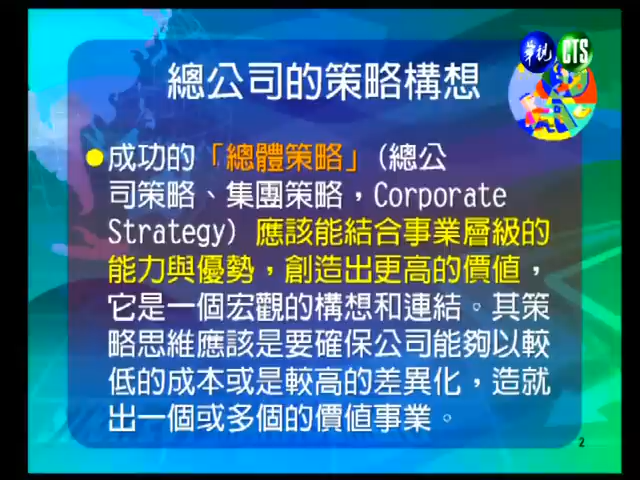 華視 CTS
總公司的策略構想
成功的「總體策略」(總公
司策略、集團策略，Corporate
Strategy) 應該能結合事業層級的
能力與優勢，創造出更高的價值，
它是一個宏觀的構想和連結。其策
略思維應該是要確保公司能夠以較
低的成本或是較高的差異化，造就
出一個或多個的價值事業。
2